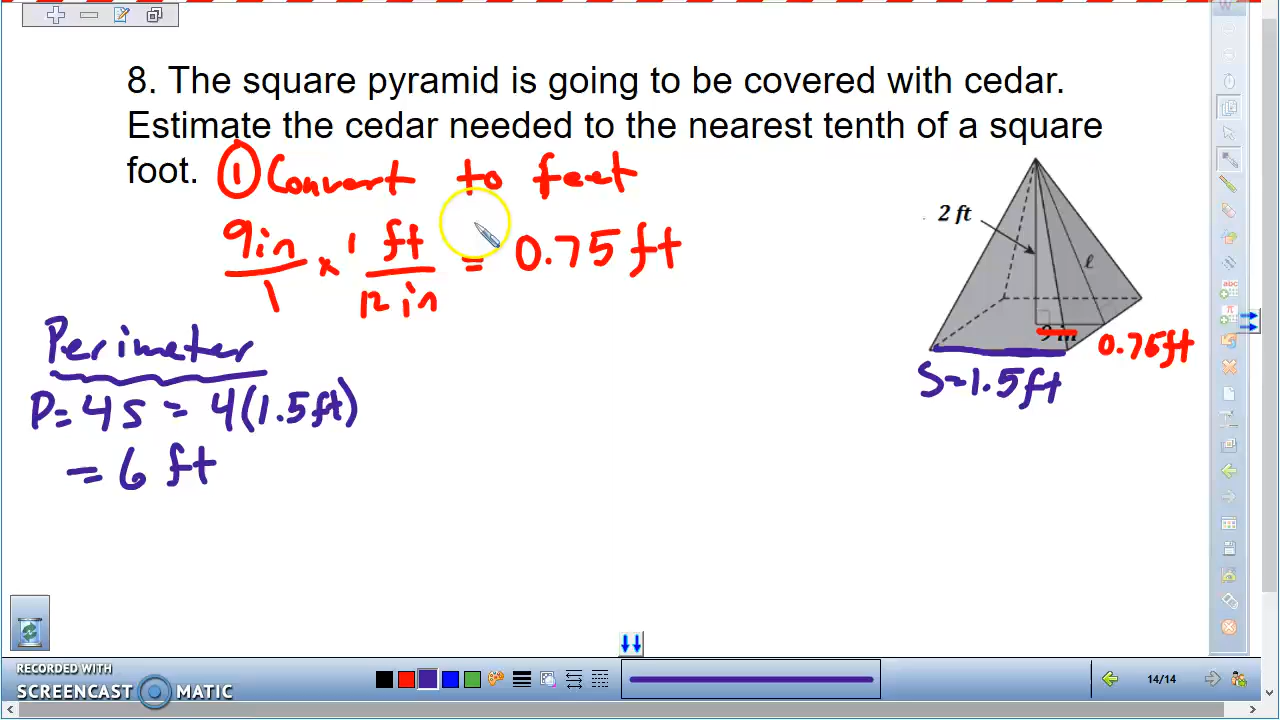 8. The square pyramid is going to be covered with cedar.
Estimate the cedar needed to the nearest tenth of a square
foot. ① Convert to feet
9in/1 × 1 ft/12 in = 0.75 ft
2 ft
ℓ
9 in
0.75ft
S=1.5ft
Perimeter
P=4s = 4(1.5ft)
= 6 ft
RECORDED WITH
SCREENCAST MATIC
14/14
abc
π